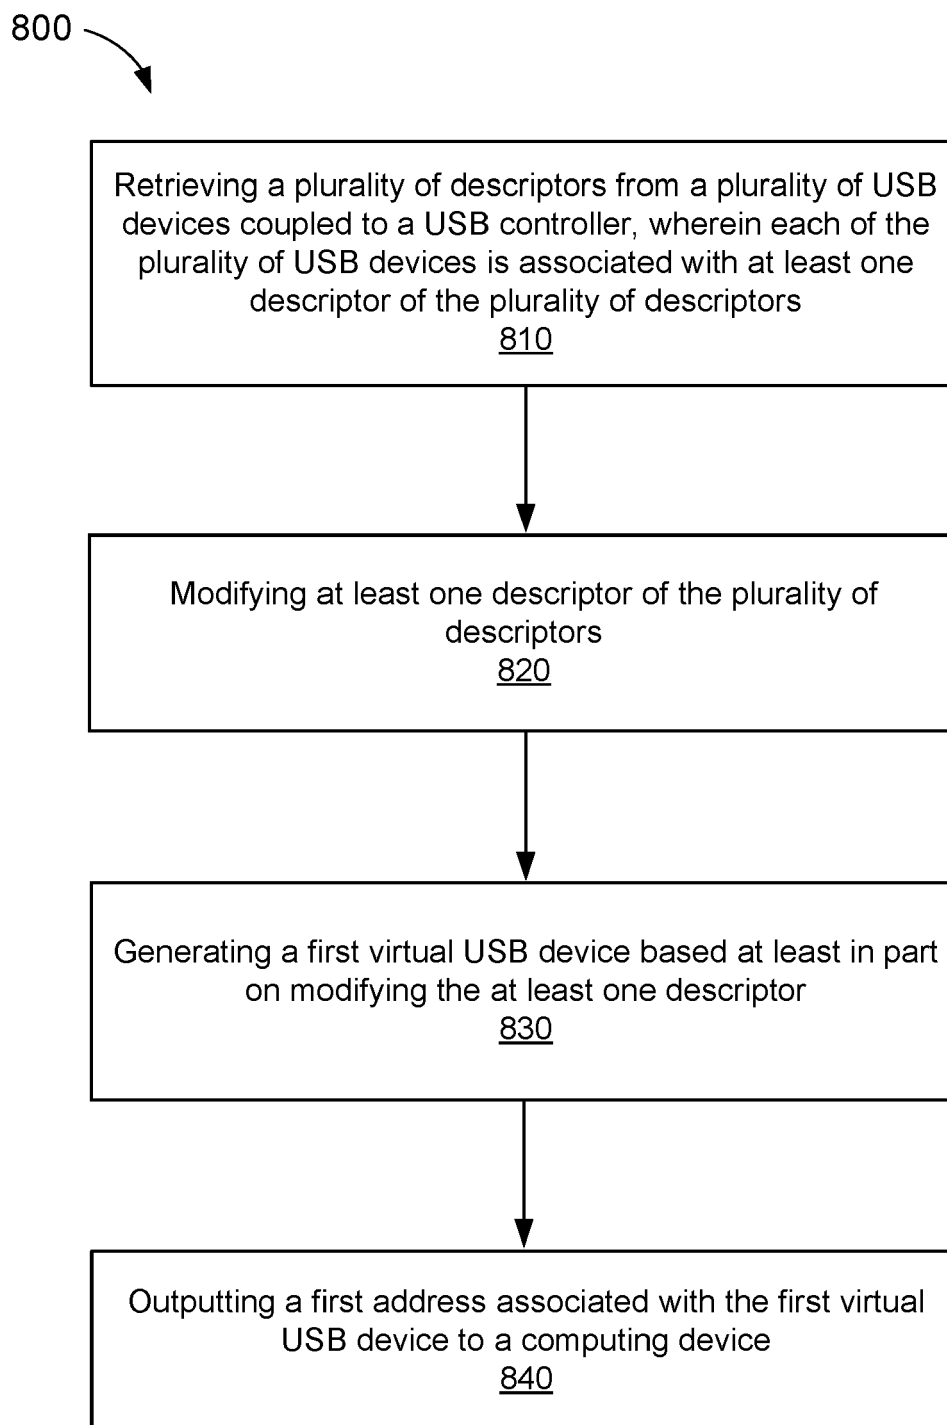 800
Retrieving a plurality of descriptors from a plurality of USB
devices coupled to a USB controller, wherein each of the
plurality of USB devices is associated with at least one
descriptor of the plurality of descriptors
810
Modifying at least one descriptor of the plurality of
descriptors
820
Generating a first virtual USB device based at least in part
on modifying the at least one descriptor
830
Outputting a first address associated with the first virtual
USB device to a computing device
840